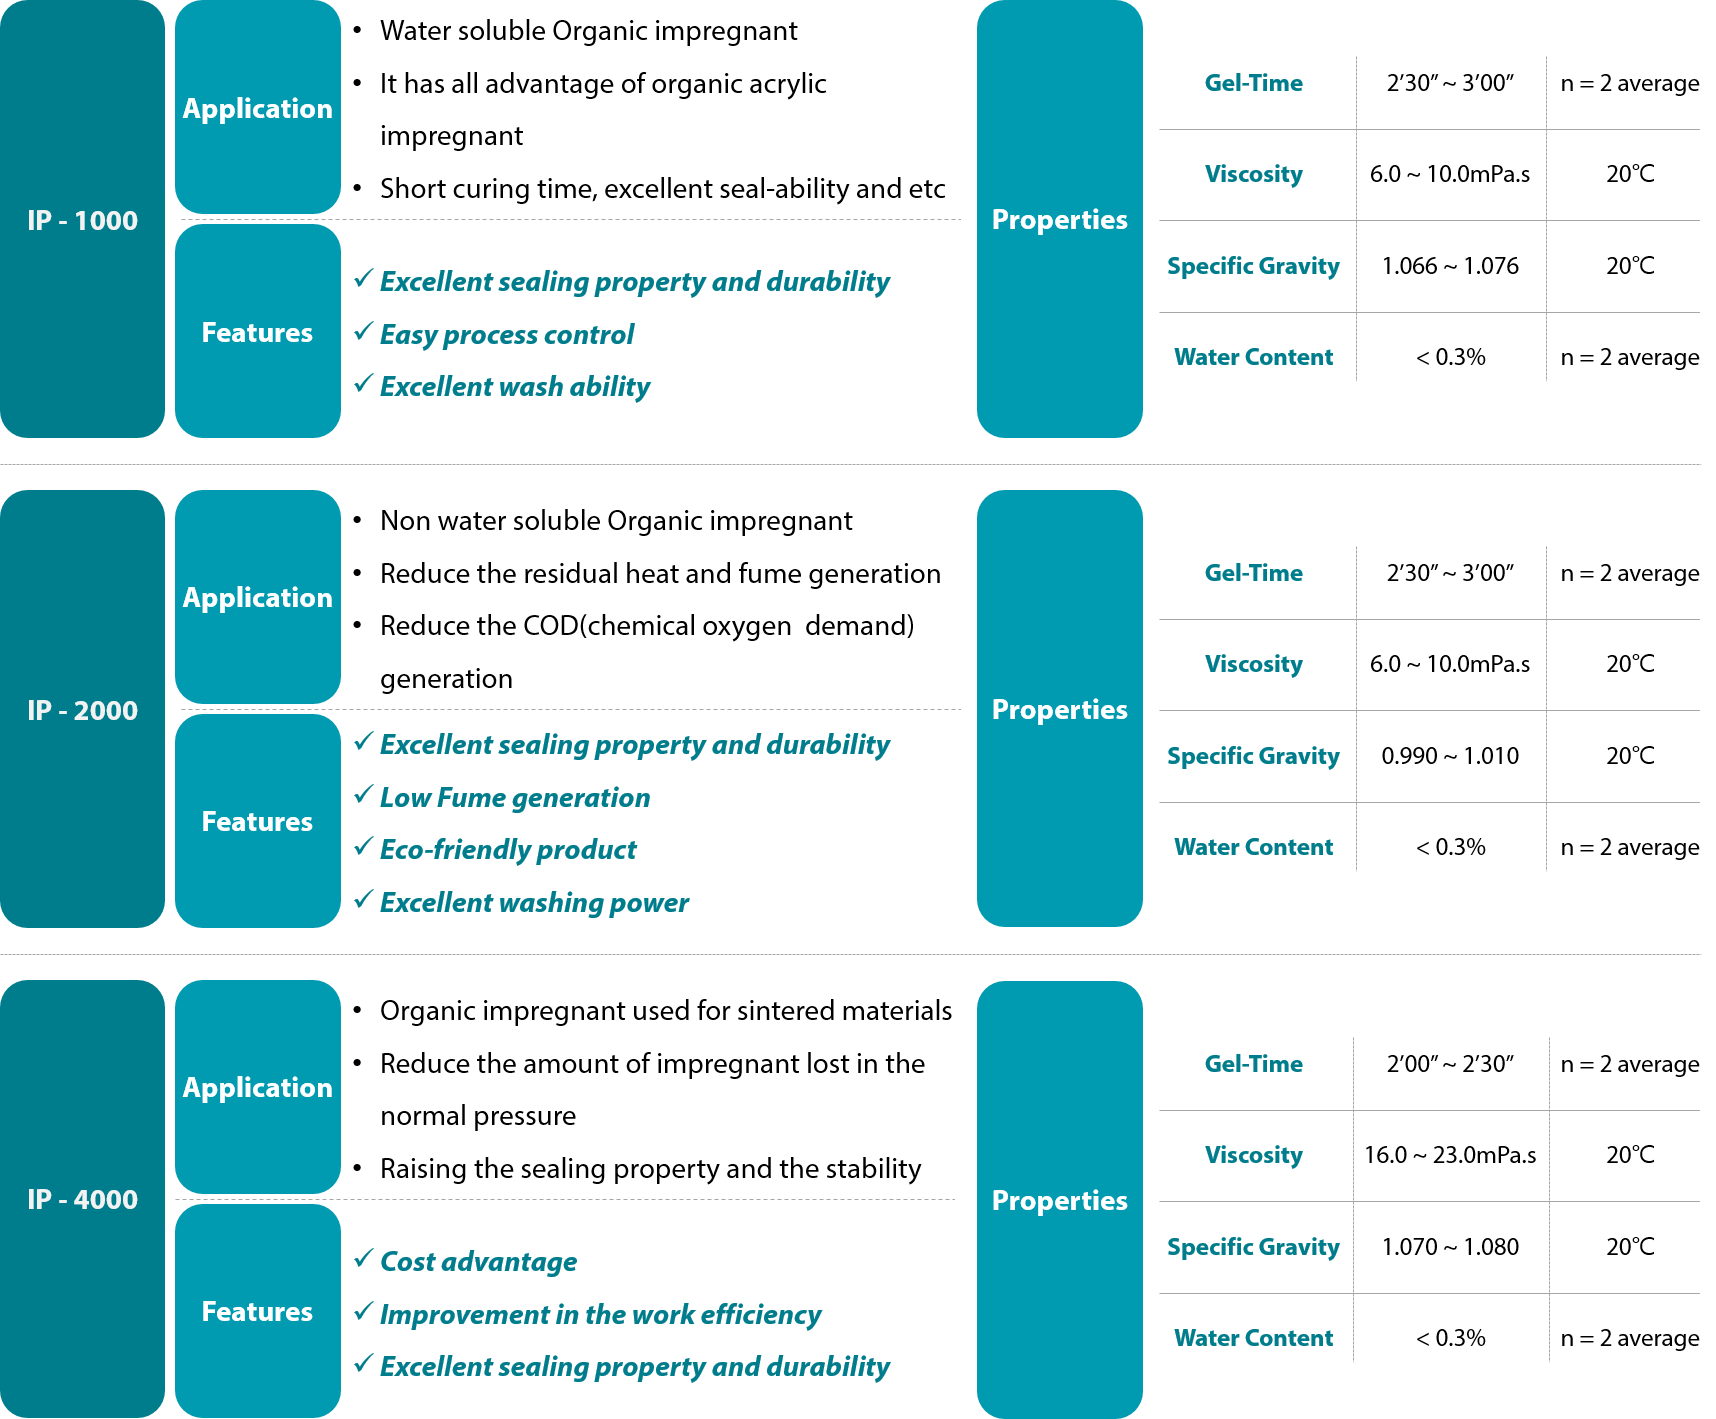 IP - 1000
Application
• Water soluble Organic impregnant
• It has all advantage of organic acrylic
impregnant
• Short curing time, excellent seal-ability and etc
Features
✓ Excellent sealing property and durability
✓ Easy process control
✓ Excellent wash ability
Properties
Gel-Time 2’30’’ ~ 3’00’’ n = 2 average
Viscosity 6.0 ~ 10.0mPa.s 20℃
Specific Gravity 1.066 ~ 1.076 20℃
Water Content < 0.3% n = 2 average
IP - 2000
Application
• Non water soluble Organic impregnant
• Reduce the residual heat and fume generation
• Reduce the COD(chemical oxygen  demand)
generation
Features
✓ Excellent sealing property and durability
✓ Low Fume generation
✓ Eco-friendly product
✓ Excellent washing power
Properties
Gel-Time 2’30’’ ~ 3’00’’ n = 2 average
Viscosity 6.0 ~ 10.0mPa.s 20℃
Specific Gravity 0.990 ~ 1.010 20℃
Water Content < 0.3% n = 2 average
IP - 4000
Application
• Organic impregnant used for sintered materials
• Reduce the amount of impregnant lost in the
normal pressure
• Raising the sealing property and the stability
Features
✓ Cost advantage
✓ Improvement in the work efficiency
✓ Excellent sealing property and durability
Properties
Gel-Time 2’00’’ ~ 2’30’’ n = 2 average
Viscosity 16.0 ~ 23.0mPa.s 20℃
Specific Gravity 1.070 ~ 1.080 20℃
Water Content < 0.3% n = 2 average